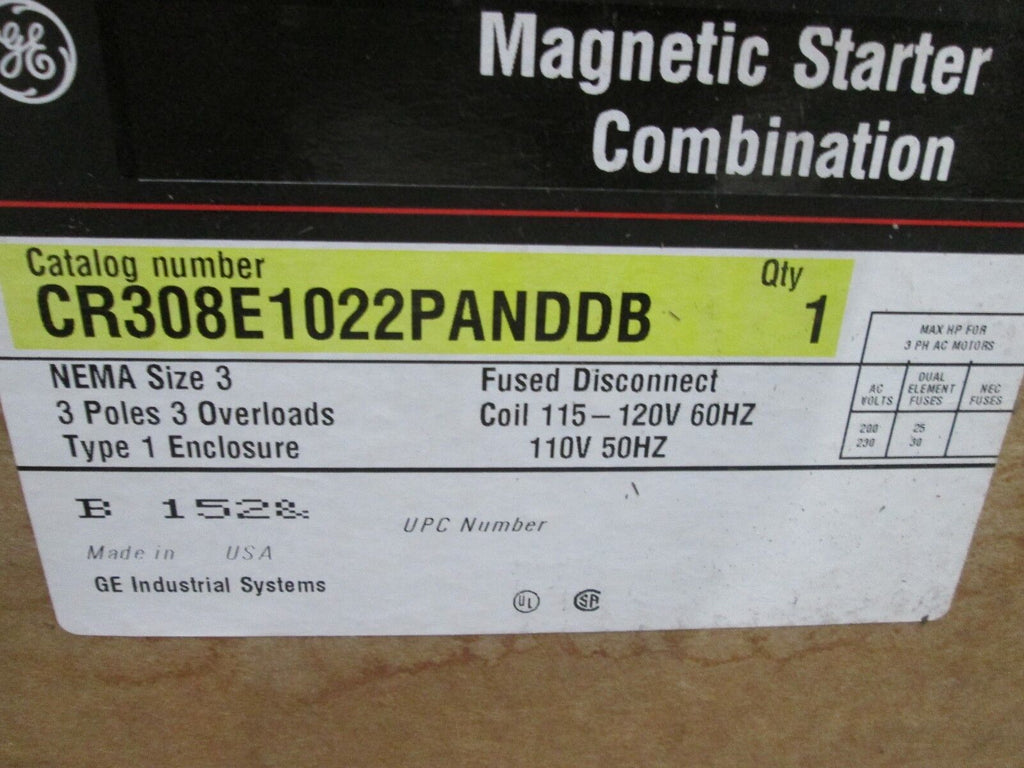 GE
Magnetic Starter
Combination
Catalog number
Qty
CR308E1022PANDDB
1
NEMA Size 3
Fused Disconnect
3 Poles 3 Overloads
Coil 115-120V 60HZ
Type 1 Enclosure
110V 50HZ
MAX HP FOR
3 PH AC MOTORS
AC
VOLTS
DUAL
ELEMENT
FUSES
NEC
FUSES
200 25
230 30
B 1528
UPC Number
Made in USA
GE Industrial Systems
UL
SA